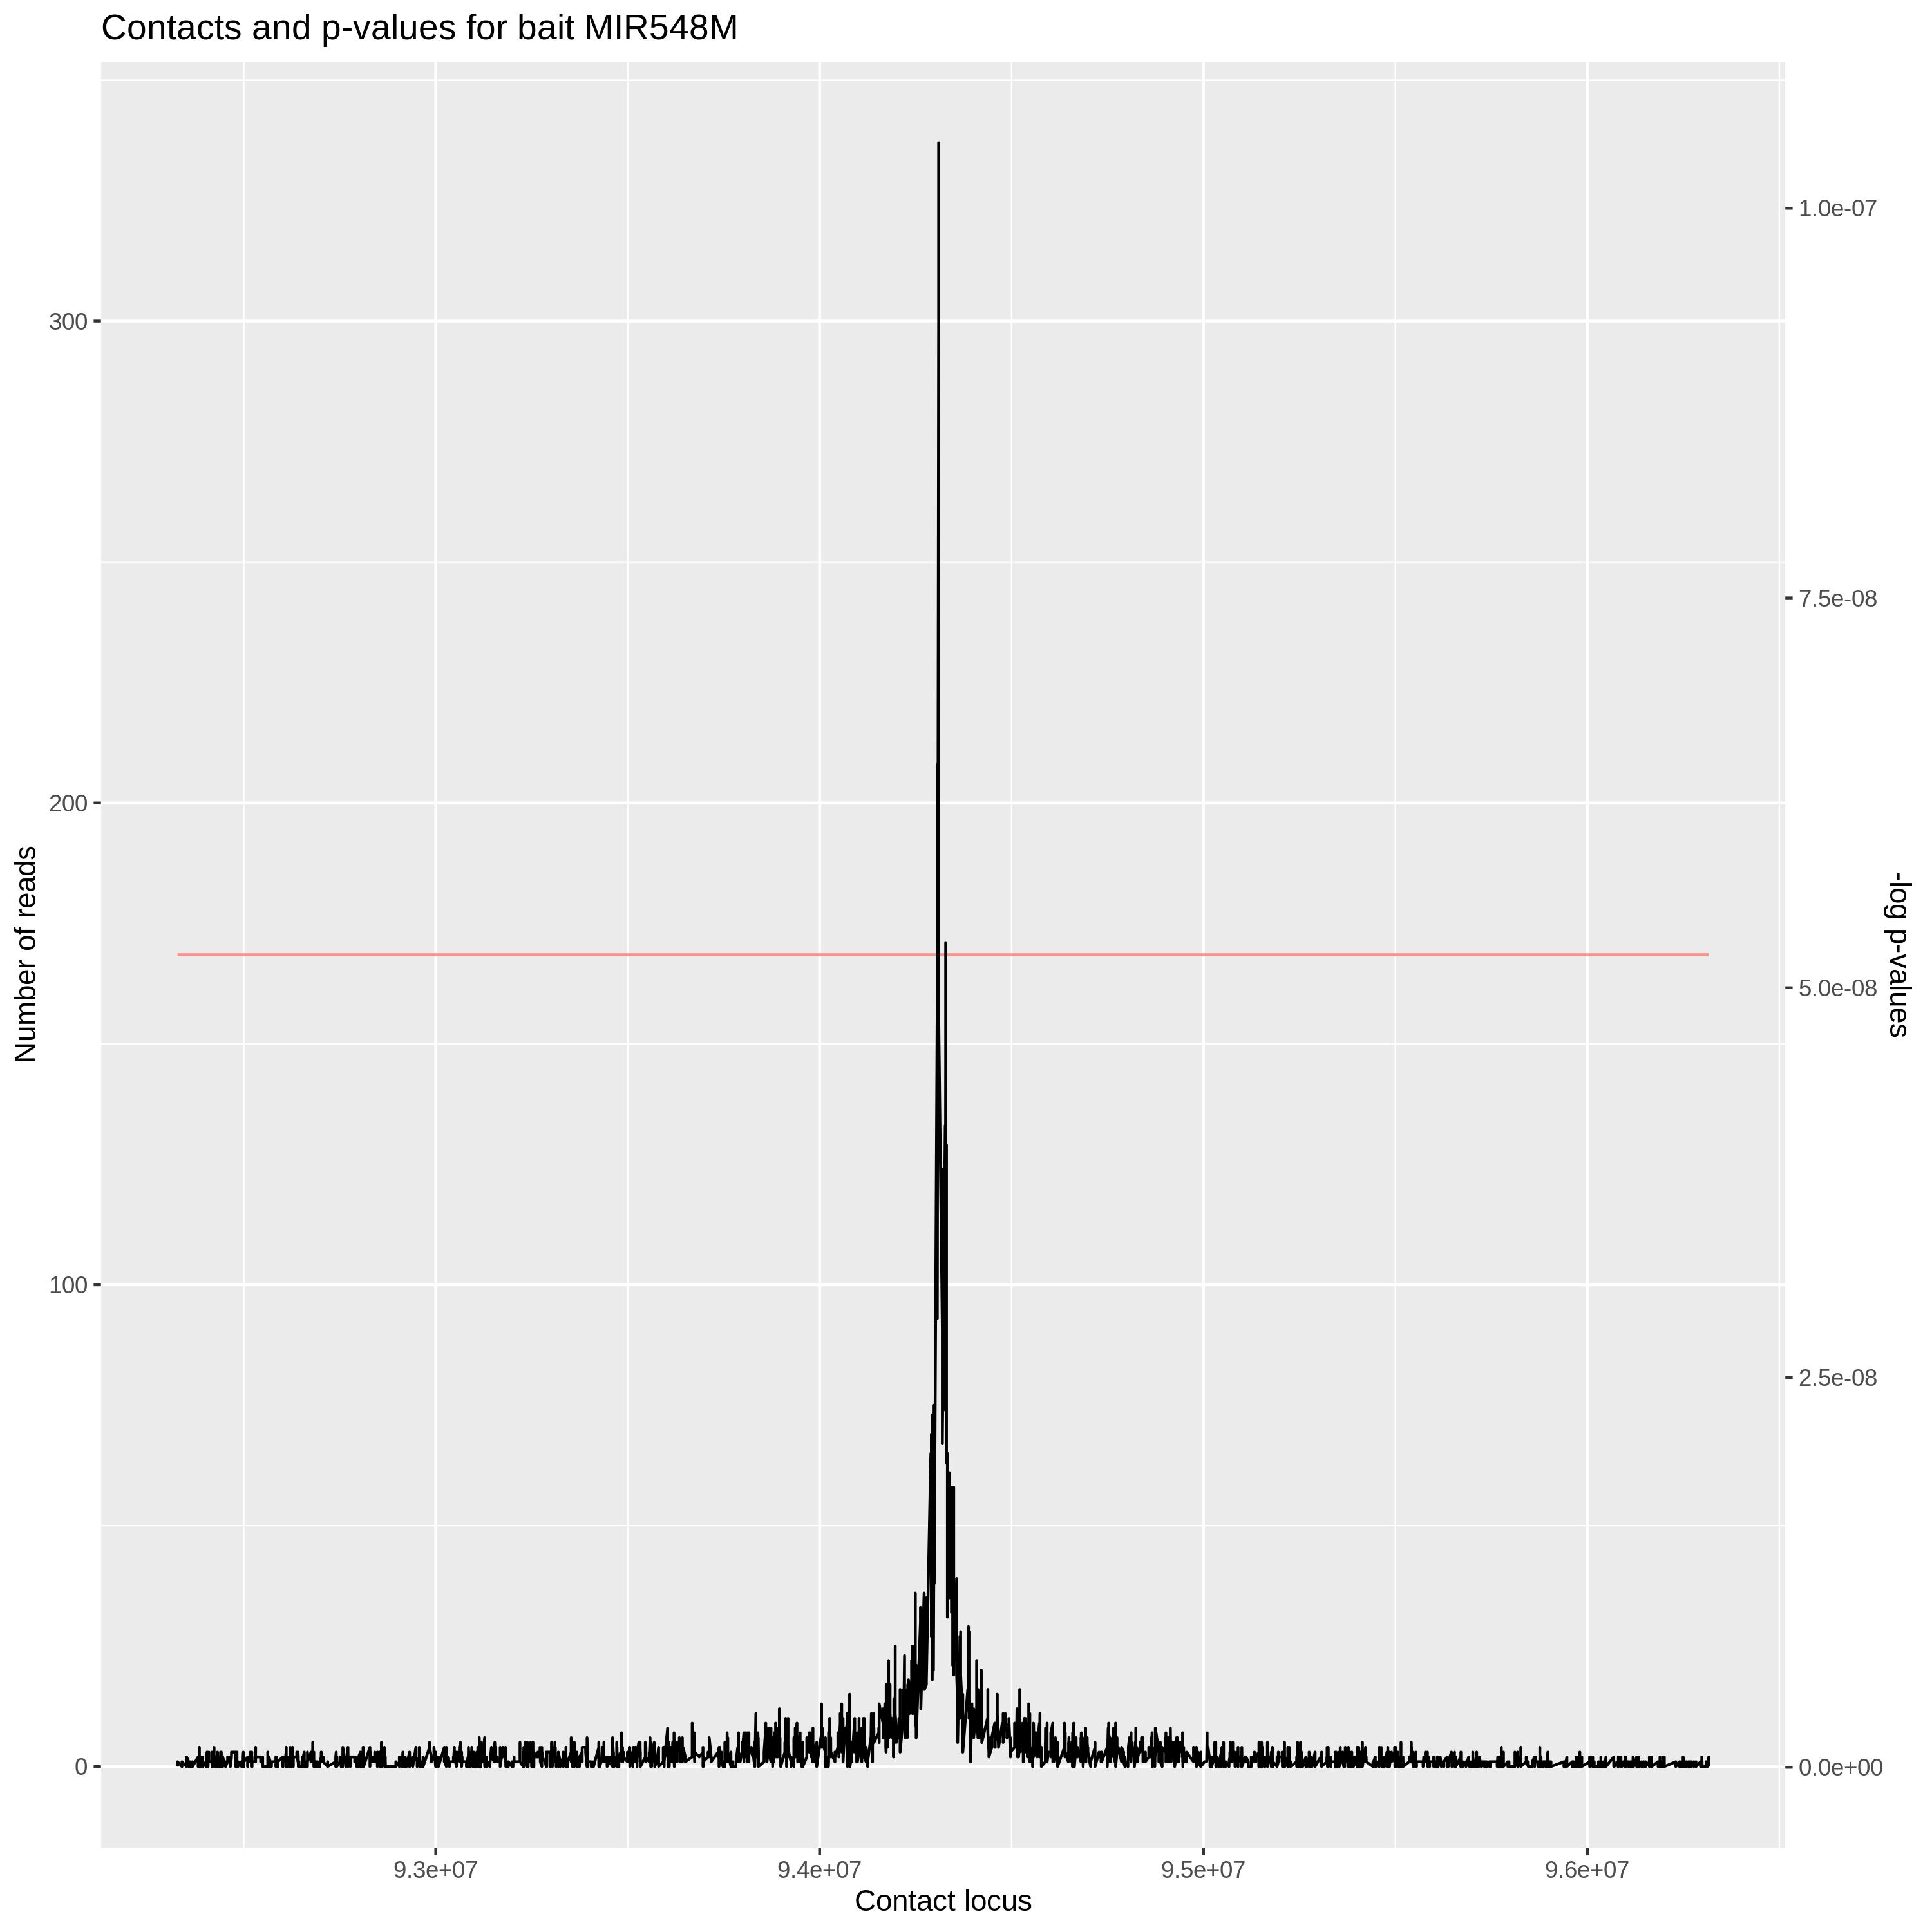 Contacts and p-values for bait MIR548M
Number of reads
300
200
100
0
1.0e-07
7.5e-08
5.0e-08
2.5e-08
0.0e+00
-log p-values
9.3e+07
9.4e+07
9.5e+07
9.6e+07
Contact locus